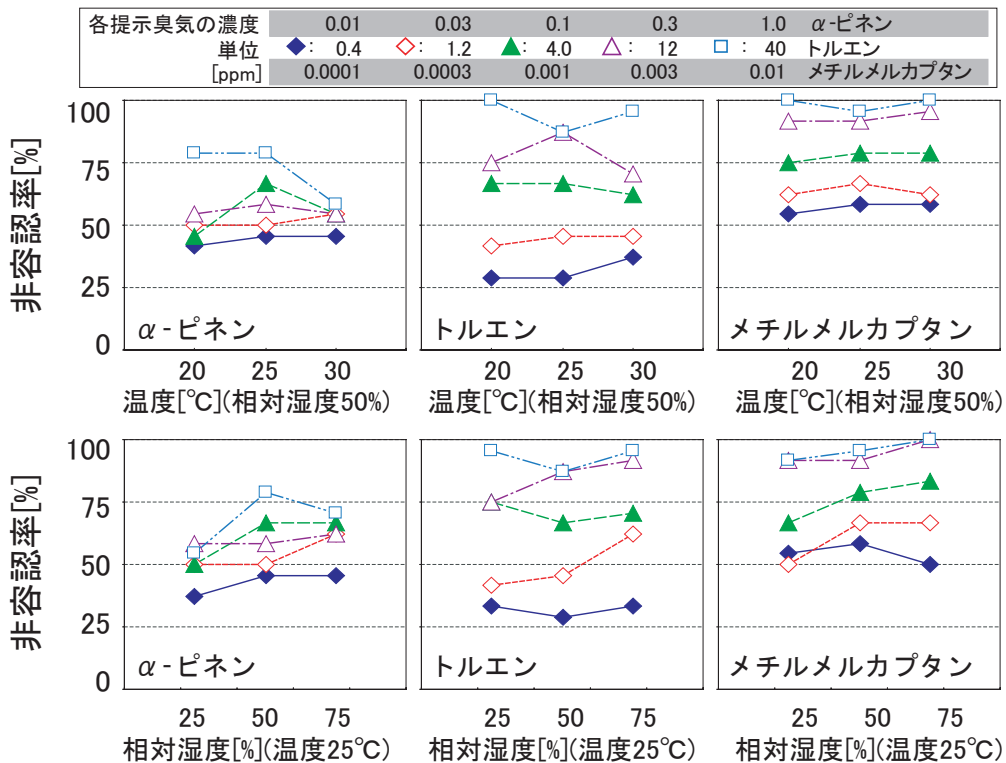 各提示臭気の濃度 0.01 0.03 0.1 0.3 1.0 α-ピネン
単位 : 0.4 : 1.2 : 4.0 : 12 : 40 トルエン
[ppm] 0.0001 0.0003 0.001 0.003 0.01 メチルメルカプタン
非容認率[%]
100
75
50
25
0
α-ピネン
トルエン
メチルメルカプタン
20 25 30
20 25 30
20 25 30
温度[℃](相対湿度50%)
温度[℃](相対湿度50%)
温度[℃](相対湿度50%)
非容認率[%]
100
75
50
25
0
α-ピネン
トルエン
メチルメルカプタン
25 50 75
25 50 75
25 50 75
相対湿度[%](温度25℃)
相対湿度[%](温度25℃)
相対湿度[%](温度25℃)